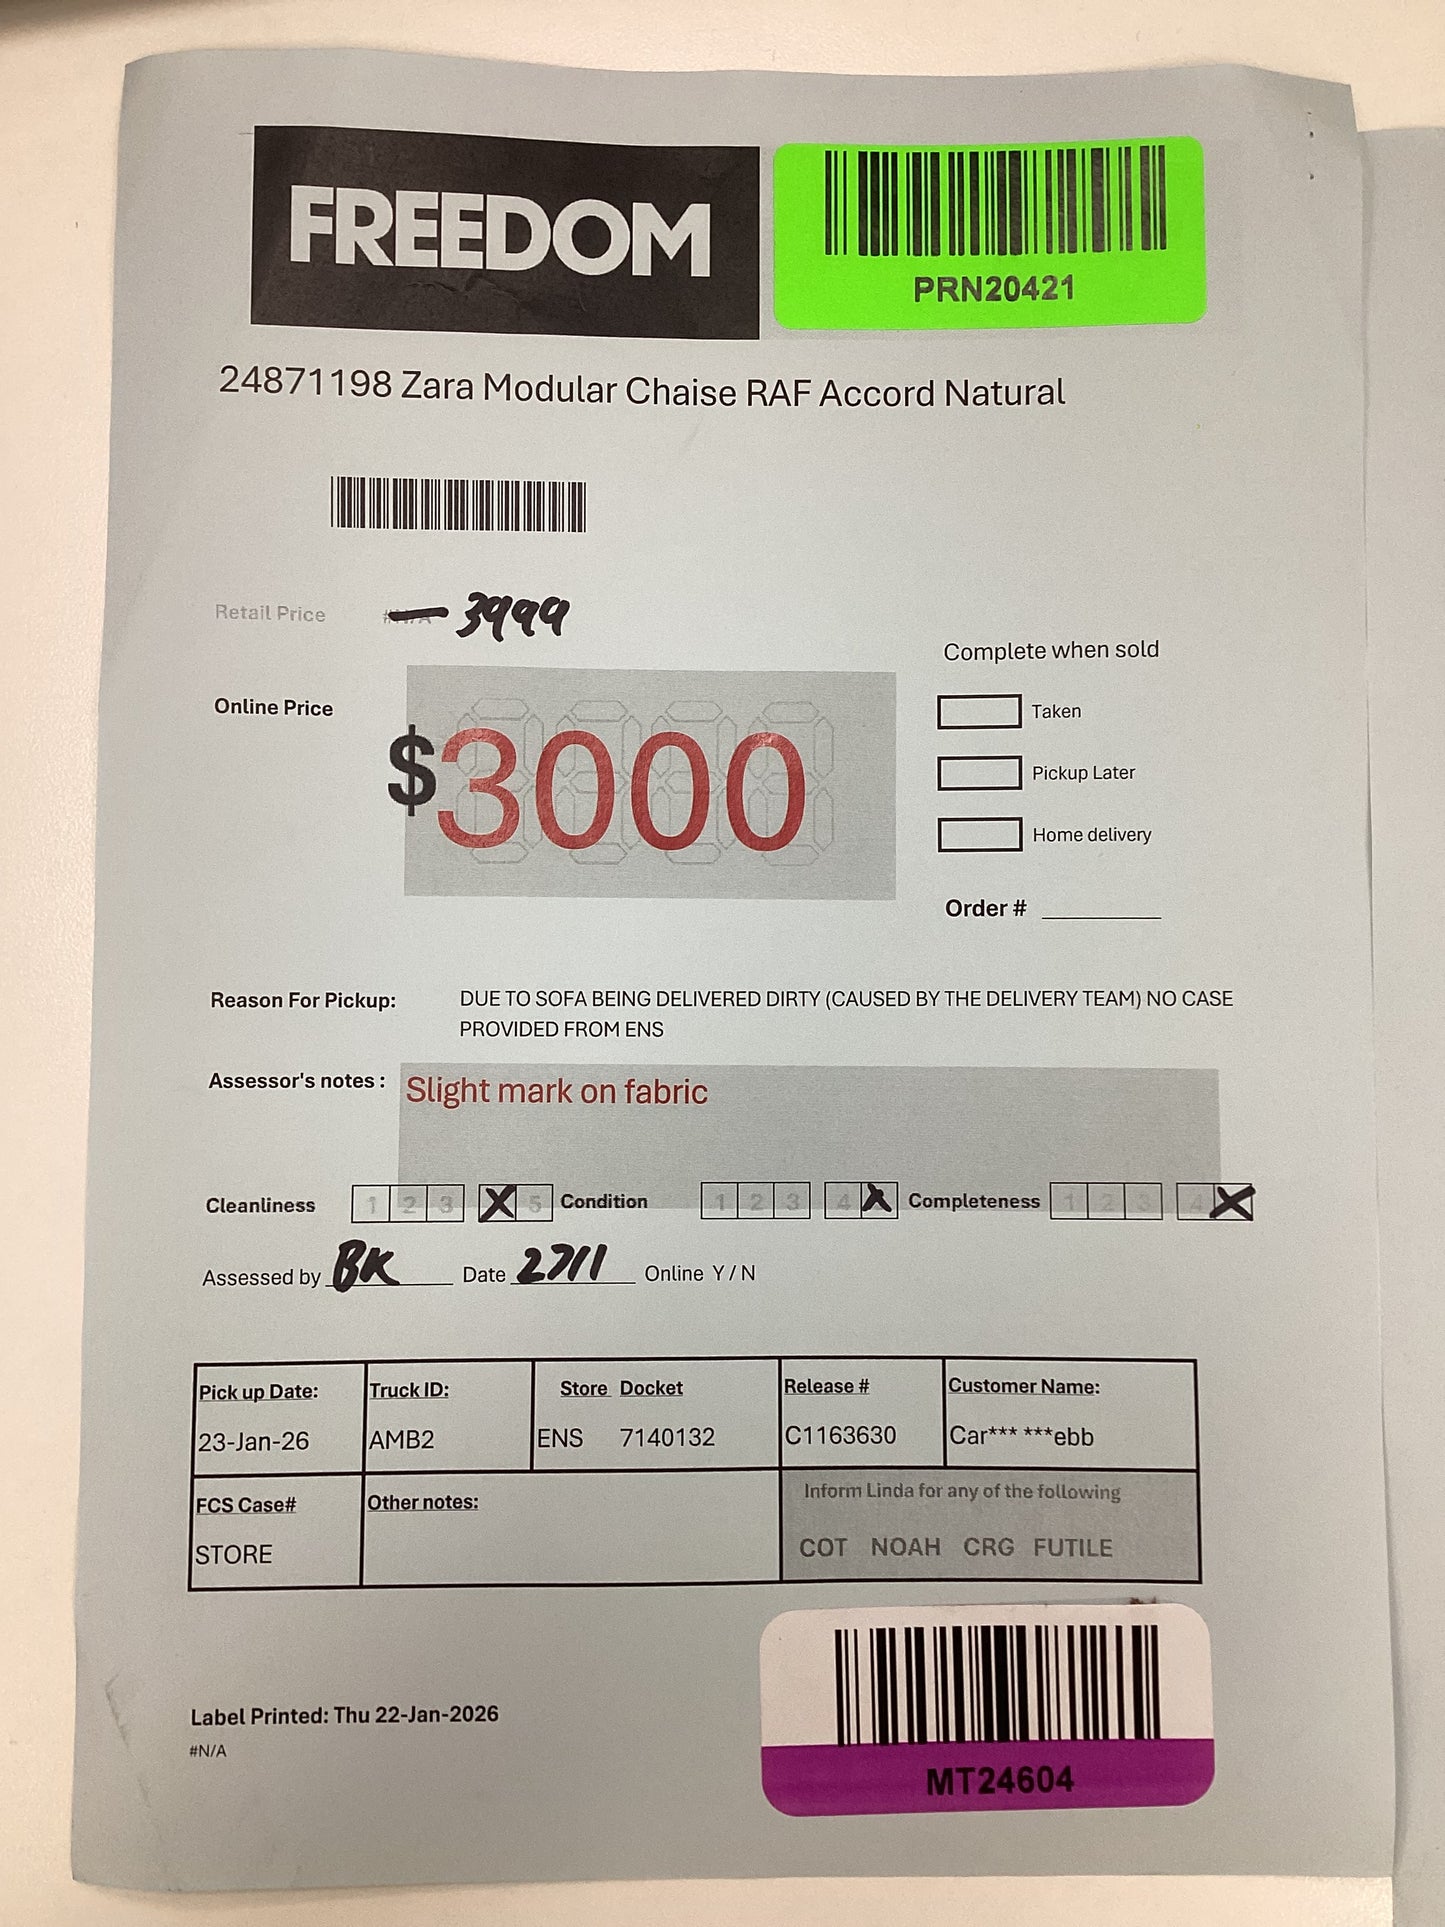 FREEDOM
PRN20421
24871198 Zara Modular Chaise RAF Accord Natural
Retail Price #N/A 3999
Complete when sold
Online Price
$3000
Taken
Pickup Later
Home delivery
Order #
Reason For Pickup: DUE TO SOFA BEING DELIVERED DIRTY (CAUSED BY THE DELIVERY TEAM) NO CASE
PROVIDED FROM ENS
Assessor's notes : Slight mark on fabric
Cleanliness 1 2 3 X 5 Condition 1 2 3 4 X Completeness 1 2 3 4 X
Assessed by BK Date 27/1 Online Y / N
Pick up Date: Truck ID: Store Docket Release # Customer Name:
23-Jan-26 AMB2 ENS 7140132 C1163630 Car*** ***ebb
FCS Case# Other notes: Inform Linda for any of the following
STORE COT NOAH CRG FUTILE
Label Printed: Thu 22-Jan-2026
#N/A
MT24604